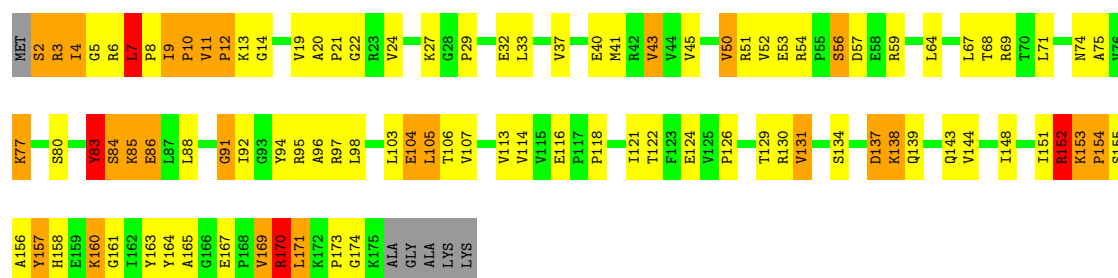 MET S2 R3 I4 G5 R6 L7 P8 I9 P10 V11 P12 K13 G14 V19 A20 P21 G22 R23 V24 K27 G28 P29 E32 L33 V37 E40 M41 R42 V43 V44 V45 V50 R51 V52 E53 R54 P55 S56 D57 E58 R59 L64 L67 T68 R69 T70 L71 N74 A75 V76
K77 S80 Y83 S84 K85 E86 L87 L88 G91 I92 G93 Y94 R95 A96 R97 L98 L103 E104 L105 T106 V107 V113 V114 V115 E116 P117 P118 I121 T122 F123 E124 V125 P126 T129 R130 V131 S134 D137 K138 Q139 Q143 V144 I148 I151 R152 K153 P154 S155
A156 Y157 H158 E159 K160 G161 I162 Y163 Y164 A165 G166 E167 P168 V169 R170 L171 K172 P173 G174 K175 ALA GLY ALA LYS LYS